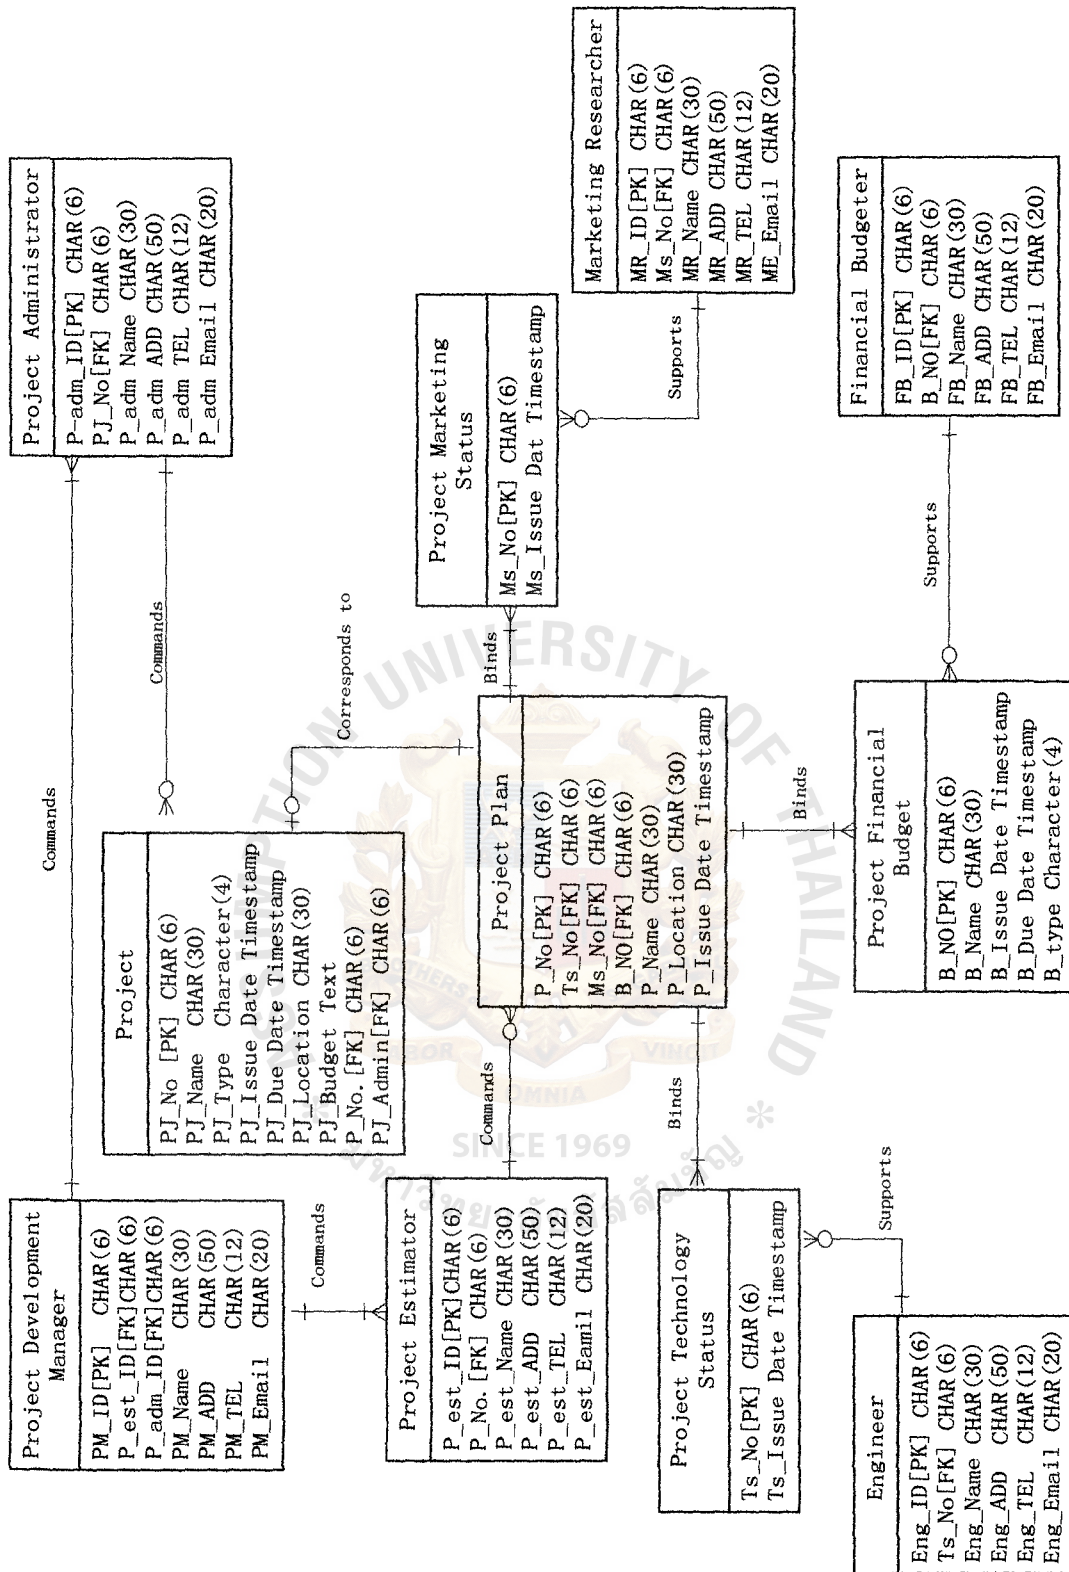 Project Development
Manager
PM_ID[PK] CHAR(6)
P_est_ID[FK]CHAR(6)
P_adm_ID[FK]CHAR(6)
PM_Name CHAR(30)
PM_ADD CHAR(50)
PM_TEL CHAR(12)
PM_Email CHAR(20)
Commands
Project Administrator
P-adm_ID[PK] CHAR(6)
PJ_No[FK] CHAR(6)
P_adm Name CHAR(30)
P_adm ADD CHAR(50)
P_adm TEL CHAR(12)
P_adm Email CHAR(20)
Commands
Project
PJ_No [PK] CHAR(6)
PJ_Name CHAR(30)
PJ_Type Character(4)
PJ_Issue Date Timestamp
PJ_Due Date Timestamp
PJ_Location CHAR(30)
PJ_Budget Text
P_No.[FK] CHAR(6)
PJ_Admin[FK] CHAR(6)
Commands
Corresponds to
Project Estimator
P_est_ID[PK]CHAR(6)
P_No.[FK] CHAR(6)
P_est_Name CHAR(30)
P_est_ADD CHAR(50)
P_est_TEL CHAR(12)
P_est_Eamil CHAR(20)
Commands
Project Plan
P_No[PK] CHAR(6)
Ts_No[FK] CHAR(6)
Ms_No[FK] CHAR(6)
B_NO[FK] CHAR(6)
P_Name CHAR(30)
P_Location CHAR(30)
P_Issue Date Timestamp
Binds
Project Marketing
Status
Ms_No[PK] CHAR(6)
Ms_Issue Dat Timestamp
Supports
Marketing Researcher
MR_ID[PK] CHAR(6)
Ms_No[FK] CHAR(6)
MR_Name CHAR(30)
MR_ADD CHAR(50)
MR_TEL CHAR(12)
ME_Email CHAR(20)
Binds
Project Technology
Status
Ts_No[PK] CHAR(6)
Ts_Issue Date Timestamp
Supports
Binds
Engineer
Eng_ID[PK] CHAR(6)
Ts_No[FK] CHAR(6)
Eng_Name CHAR(30)
Eng_ADD CHAR(50)
Eng_TEL CHAR(12)
Eng_Email CHAR(20)
Project Financial
Budget
B_NO[PK] CHAR(6)
B_Name CHAR(30)
B_Issue Date Timestamp
B_Due Date Timestamp
B_type Character(4)
Supports
Financial Budgeter
FB_ID[PK] CHAR(6)
B_NO[FK] CHAR(6)
FB_Name CHAR(30)
FB_ADD CHAR(50)
FB_TEL CHAR(12)
FB_Email CHAR(20)
ASSUMPTION UNIVERSITY OF THAILAND
LABOR
OMNIA
VINCIT
SINCE 1969